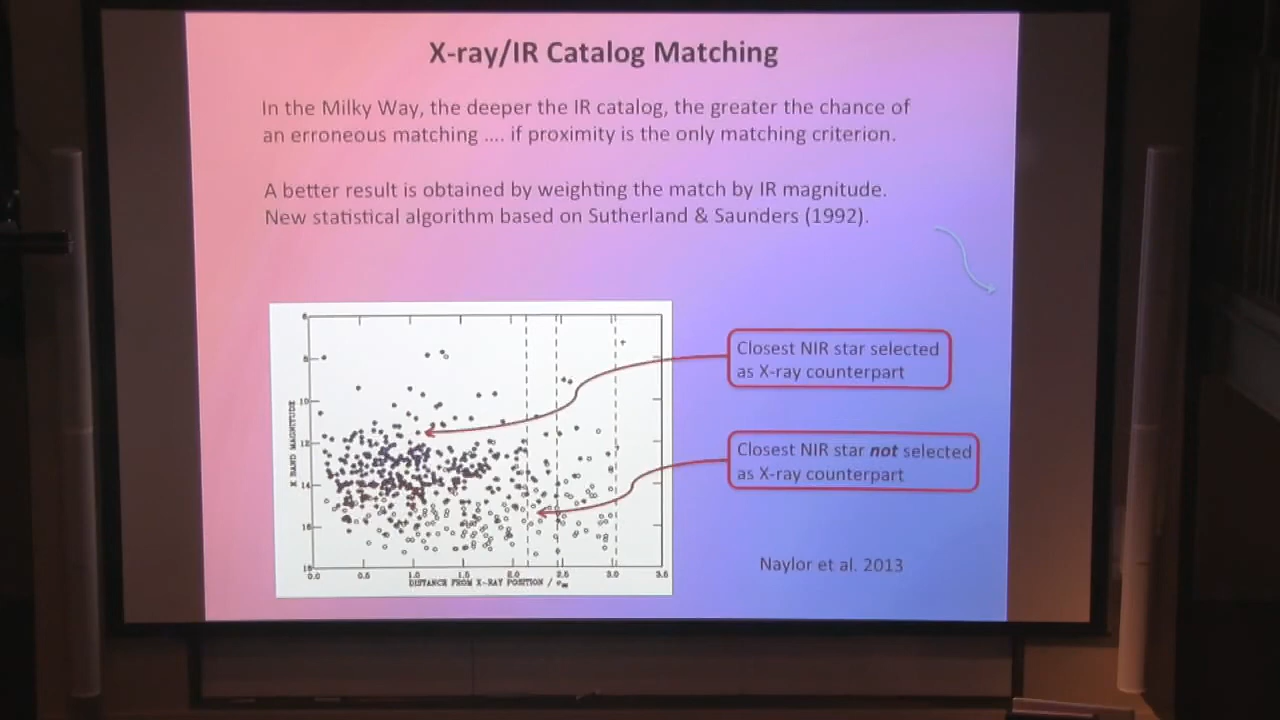 X-ray/IR Catalog Matching
In the Milky Way, the deeper the IR catalog, the greater the chance of
an erroneous matching .... if proximity is the only matching criterion.
A better result is obtained by weighting the match by IR magnitude.
New statistical algorithm based on Sutherland & Saunders (1992).
Closest NIR star selected
as X-ray counterpart
Closest NIR star not selected
as X-ray counterpart
Naylor et al. 2013
K BAND MAGNITUDE
6
8
10
12
14
16
18
0.0 0.5 1.0 1.5 2.0 2.5 3.0 3.5
DISTANCE FROM X-RAY POSITION /